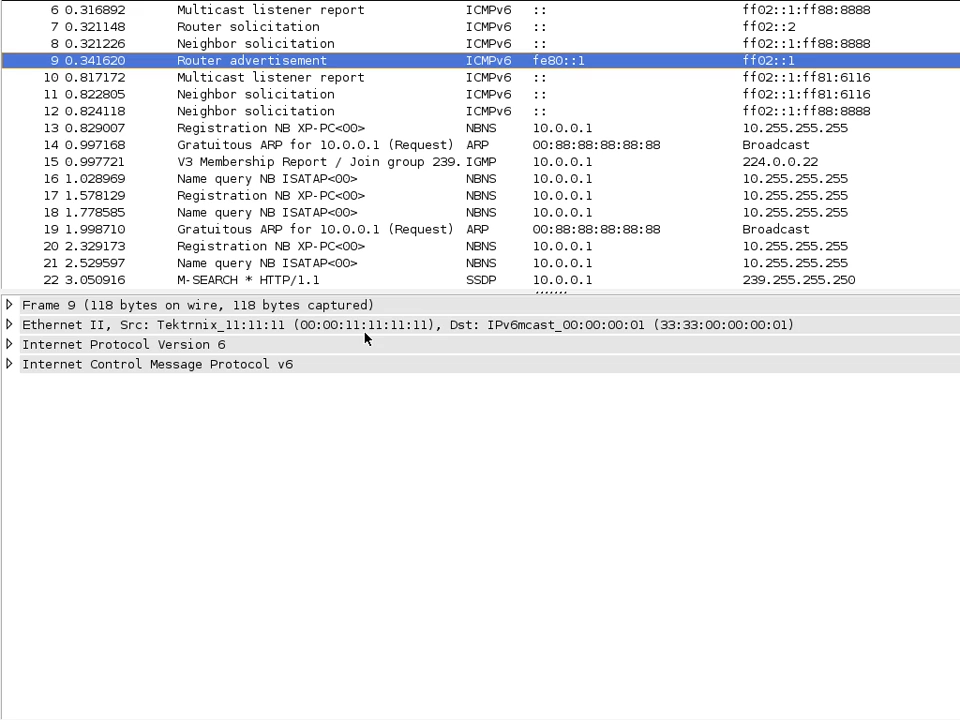 6 0.316892 Multicast listener report ICMPv6 :: ff02::1:ff88:8888
7 0.321148 Router solicitation ICMPv6 :: ff02::2
8 0.321226 Neighbor solicitation ICMPv6 :: ff02::1:ff88:8888
9 0.341620 Router advertisement ICMPv6 fe80::1 ff02::1
10 0.817172 Multicast listener report ICMPv6 :: ff02::1:ff81:6116
11 0.822805 Neighbor solicitation ICMPv6 :: ff02::1:ff81:6116
12 0.824118 Neighbor solicitation ICMPv6 :: ff02::1:ff88:8888
13 0.829007 Registration NB XP-PC<00> NBNS 10.0.0.1 10.255.255.255
14 0.997168 Gratuitous ARP for 10.0.0.1 (Request) ARP 00:88:88:88:88:88 Broadcast
15 0.997721 V3 Membership Report / Join group 239. IGMP 10.0.0.1 224.0.0.22
16 1.028969 Name query NB ISATAP<00> NBNS 10.0.0.1 10.255.255.255
17 1.578129 Registration NB XP-PC<00> NBNS 10.0.0.1 10.255.255.255
18 1.778585 Name query NB ISATAP<00> NBNS 10.0.0.1 10.255.255.255
19 1.998710 Gratuitous ARP for 10.0.0.1 (Request) ARP 00:88:88:88:88:88 Broadcast
20 2.329173 Registration NB XP-PC<00> NBNS 10.0.0.1 10.255.255.255
21 2.529597 Name query NB ISATAP<00> NBNS 10.0.0.1 10.255.255.255
22 3.050916 M-SEARCH * HTTP/1.1 SSDP 10.0.0.1 239.255.255.250
Frame 9 (118 bytes on wire, 118 bytes captured)
Ethernet II, Src: Tektrnix_11:11:11 (00:00:11:11:11:11), Dst: IPv6mcast_00:00:00:01 (33:33:00:00:00:01)
Internet Protocol Version 6
Internet Control Message Protocol v6